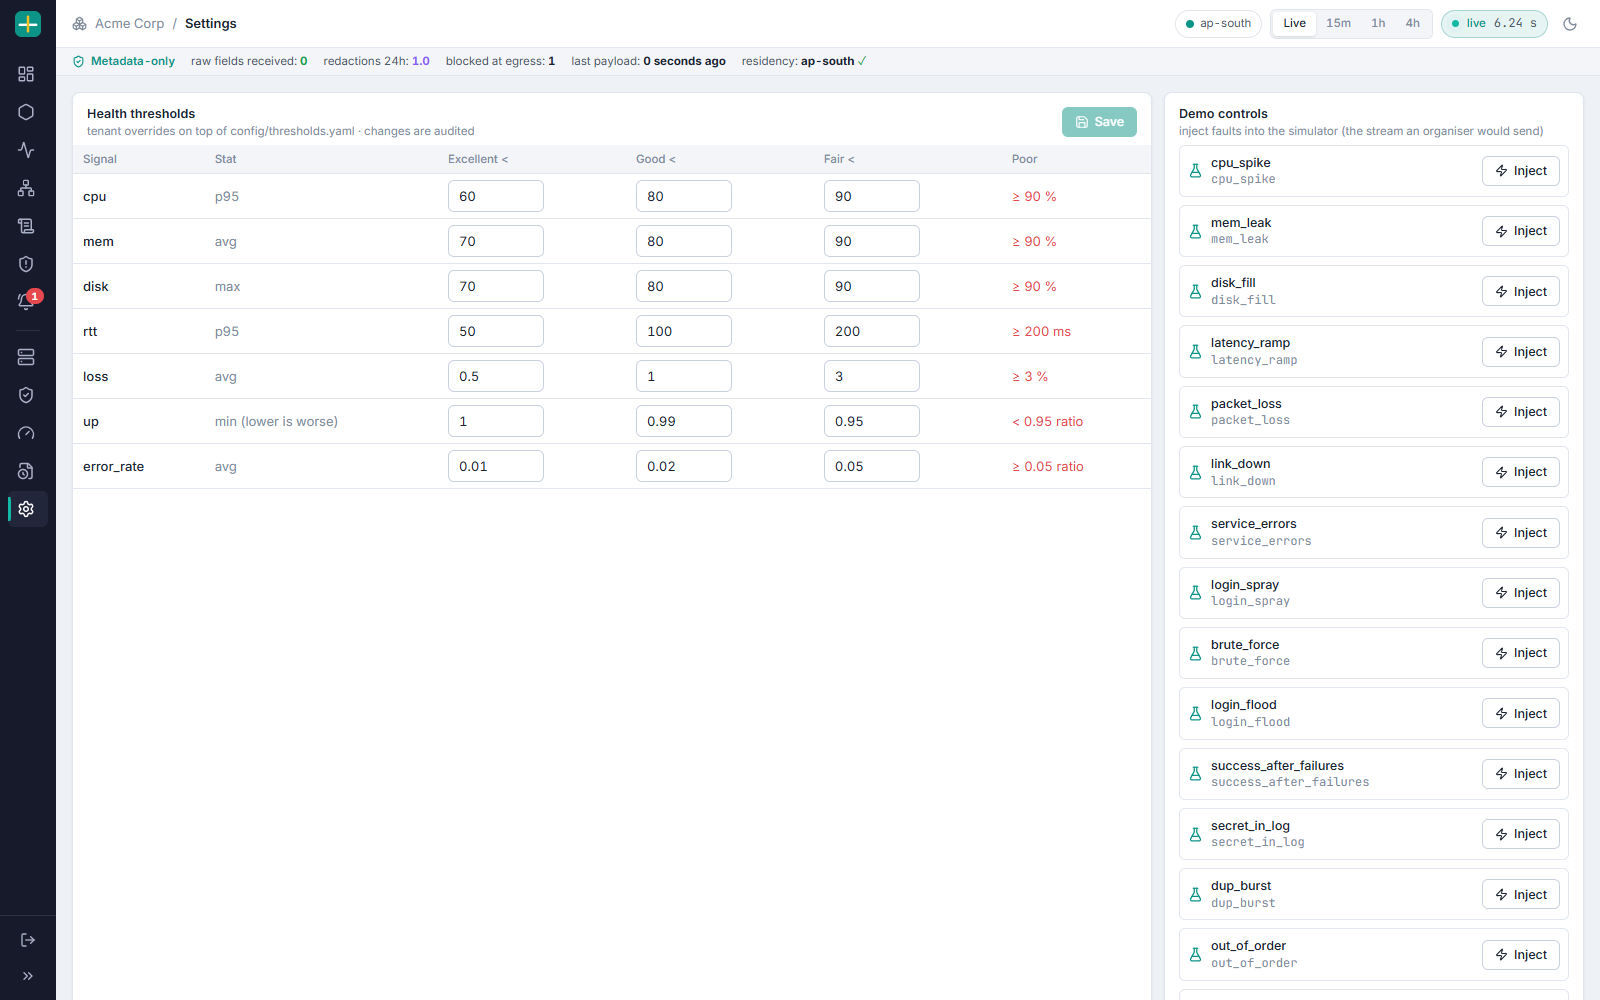 Acme Corp / Settings
ap-south
Live 15m 1h 4h
live 6.24 s
Metadata-only raw fields received: 0 redactions 24h: 1.0 blocked at egress: 1 last payload: 0 seconds ago residency: ap-south ✓
1
Health thresholds
tenant overrides on top of config/thresholds.yaml · changes are audited
Save
Signal Stat Excellent < Good < Fair < Poor
cpu p95 60 80 90 ≥ 90 %
mem avg 70 80 90 ≥ 90 %
disk max 70 80 90 ≥ 90 %
rtt p95 50 100 200 ≥ 200 ms
loss avg 0.5 1 3 ≥ 3 %
up min (lower is worse) 1 0.99 0.95 < 0.95 ratio
error_rate avg 0.01 0.02 0.05 ≥ 0.05 ratio
Demo controls
inject faults into the simulator (the stream an organiser would send)
cpu_spike
cpu_spike
Inject
mem_leak
mem_leak
Inject
disk_fill
disk_fill
Inject
latency_ramp
latency_ramp
Inject
packet_loss
packet_loss
Inject
link_down
link_down
Inject
service_errors
service_errors
Inject
login_spray
login_spray
Inject
brute_force
brute_force
Inject
login_flood
login_flood
Inject
success_after_failures
success_after_failures
Inject
secret_in_log
secret_in_log
Inject
dup_burst
dup_burst
Inject
out_of_order
out_of_order
Inject